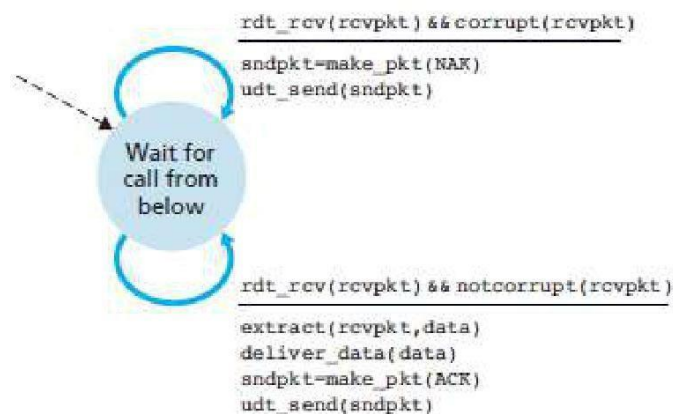 rdt_rcv(rcvpkt) && corrupt(rcvpkt)
sndpkt=make_pkt(NAK)
udt_send(sndpkt)
Wait for
call from
below
rdt_rcv(rcvpkt) && notcorrupt(rcvpkt)
extract(rcvpkt,data)
deliver_data(data)
sndpkt=make_pkt(ACK)
udt_send(sndpkt)